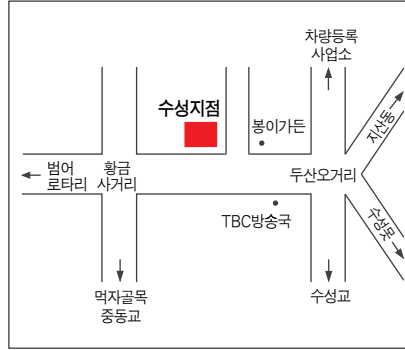 차량등록
사업소
수성지점
봉이가든
지산동
범어
로타리
황금
사거리
두산오거리
TBC방송국
수성못
먹자골목
중동교
수성교